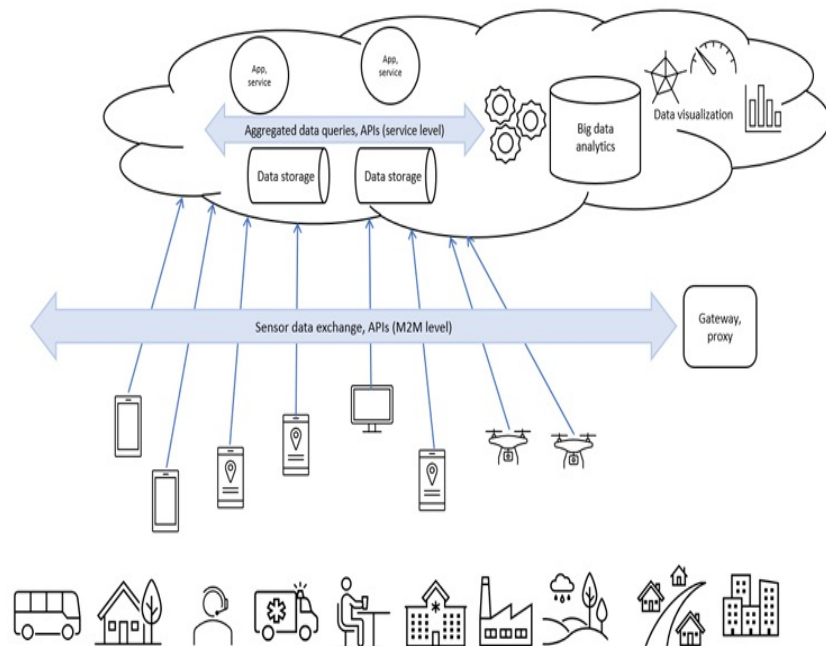 App,
service
App,
service
Aggregated data queries, APIs (service level)
Big data
analytics
Data visualization
Data storage
Data storage
Sensor data exchange, APIs (M2M level)
Gateway,
proxy